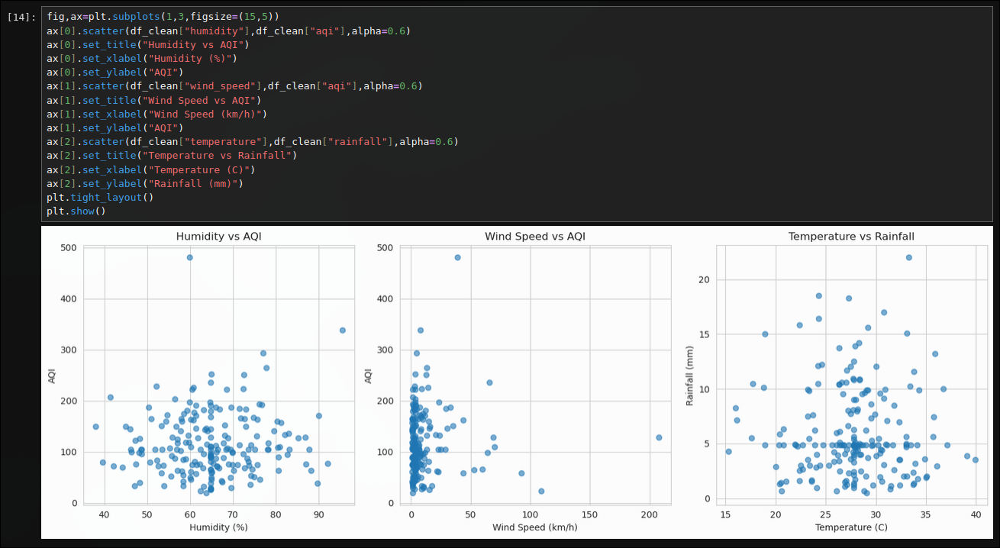 [14]: fig,ax=plt.subplots(1,3,figsize=(15,5))
ax[0].scatter(df_clean["humidity"],df_clean["aqi"],alpha=0.6)
ax[0].set_title("Humidity vs AQI")
ax[0].set_xlabel("Humidity (%)")
ax[0].set_ylabel("AQI")
ax[1].scatter(df_clean["wind_speed"],df_clean["aqi"],alpha=0.6)
ax[1].set_title("Wind Speed vs AQI")
ax[1].set_xlabel("Wind Speed (km/h)")
ax[1].set_ylabel("AQI")
ax[2].scatter(df_clean["temperature"],df_clean["rainfall"],alpha=0.6)
ax[2].set_title("Temperature vs Rainfall")
ax[2].set_xlabel("Temperature (C)")
ax[2].set_ylabel("Rainfall (mm)")
plt.tight_layout()
plt.show()
Humidity vs AQI
500
400
300
200
100
0
AQI
40 50 60 70 80 90
Humidity (%)
Wind Speed vs AQI
500
400
300
200
100
0
AQI
0 50 100 150 200
Wind Speed (km/h)
Temperature vs Rainfall
20
15
10
5
0
Rainfall (mm)
15 20 25 30 35 40
Temperature (C)